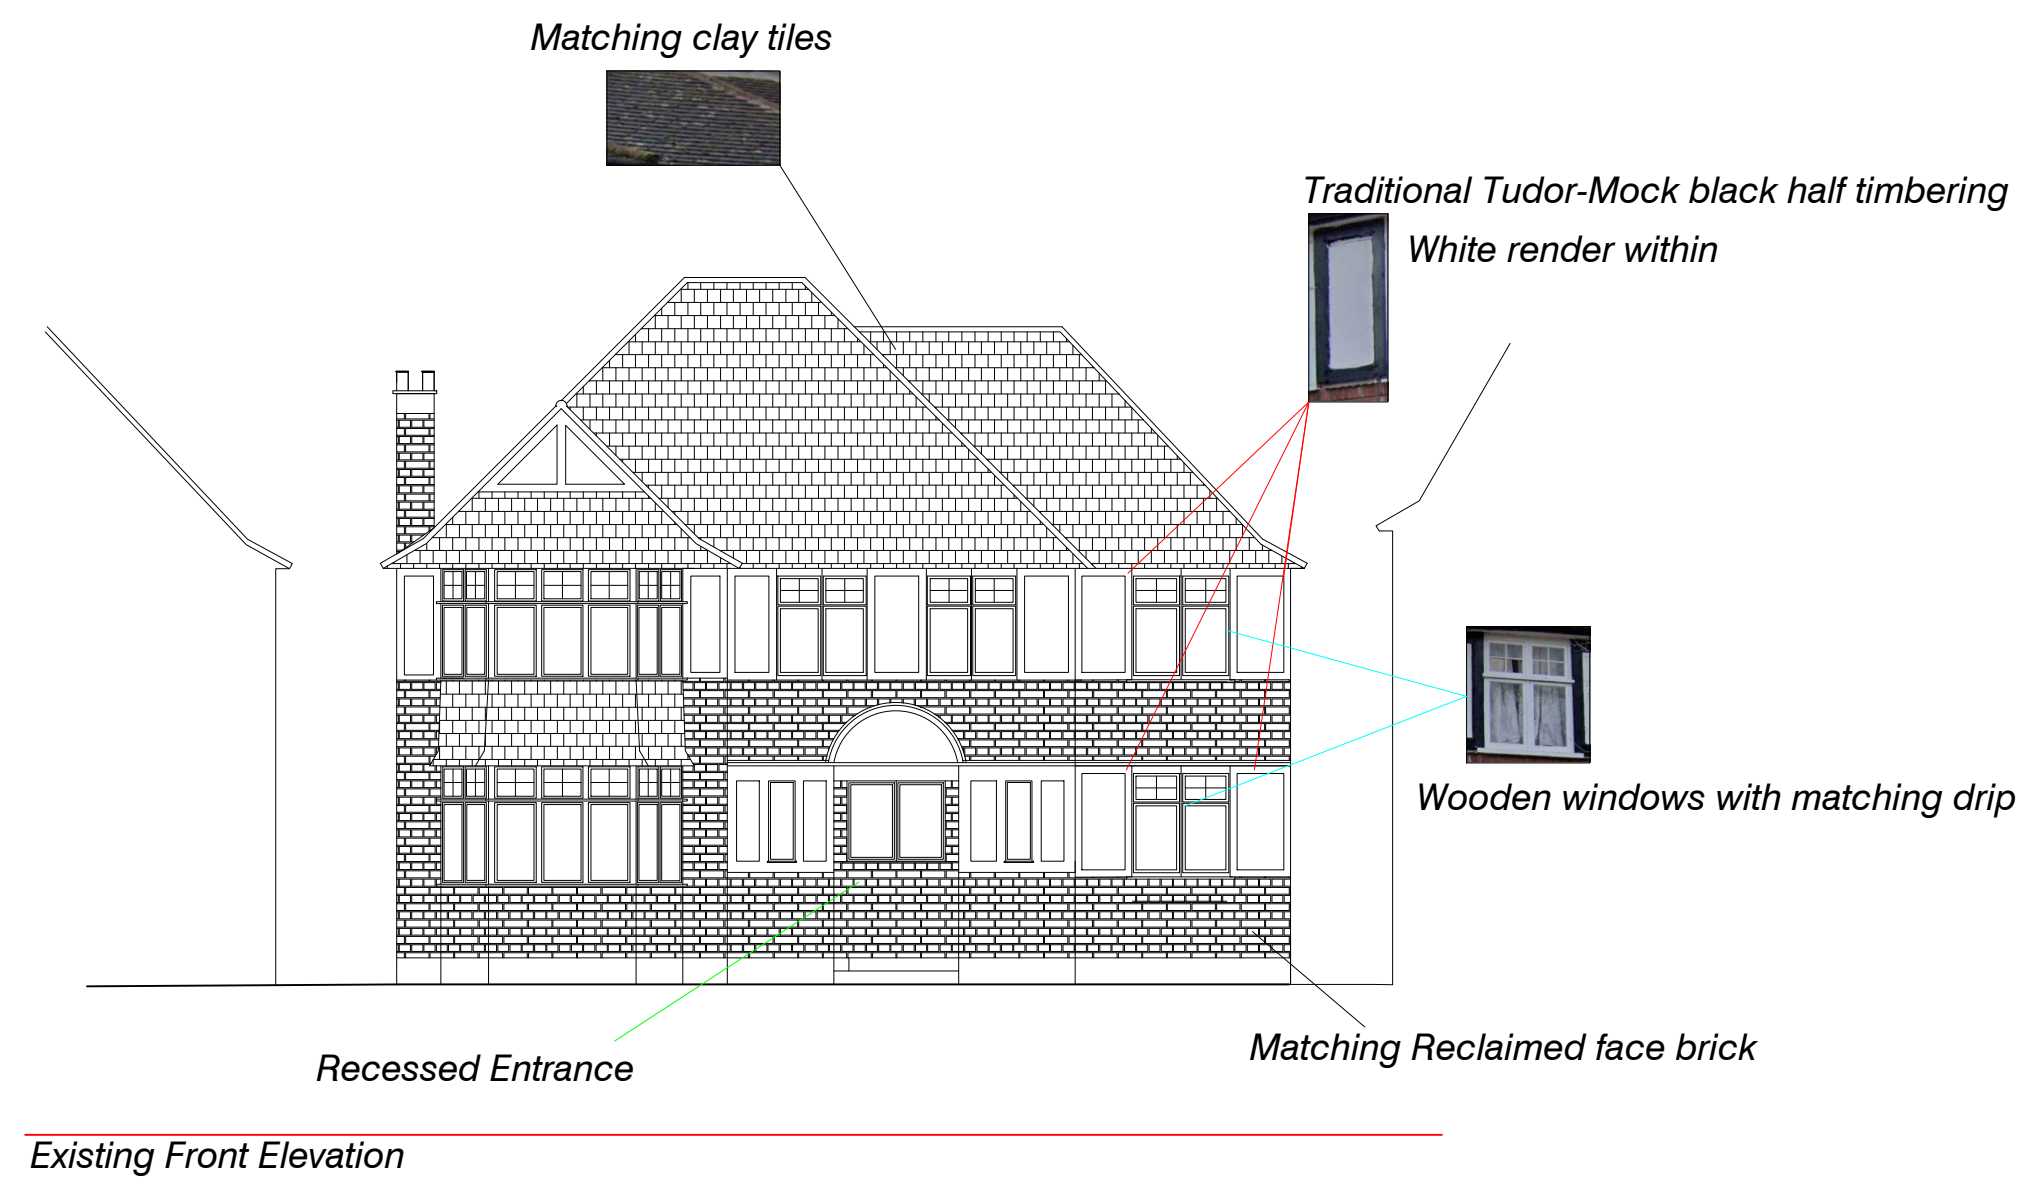 Matching clay tiles
Traditional Tudor-Mock black half timbering
White render within
Wooden windows with matching drip
Matching Reclaimed face brick
Recessed Entrance
Existing Front Elevation